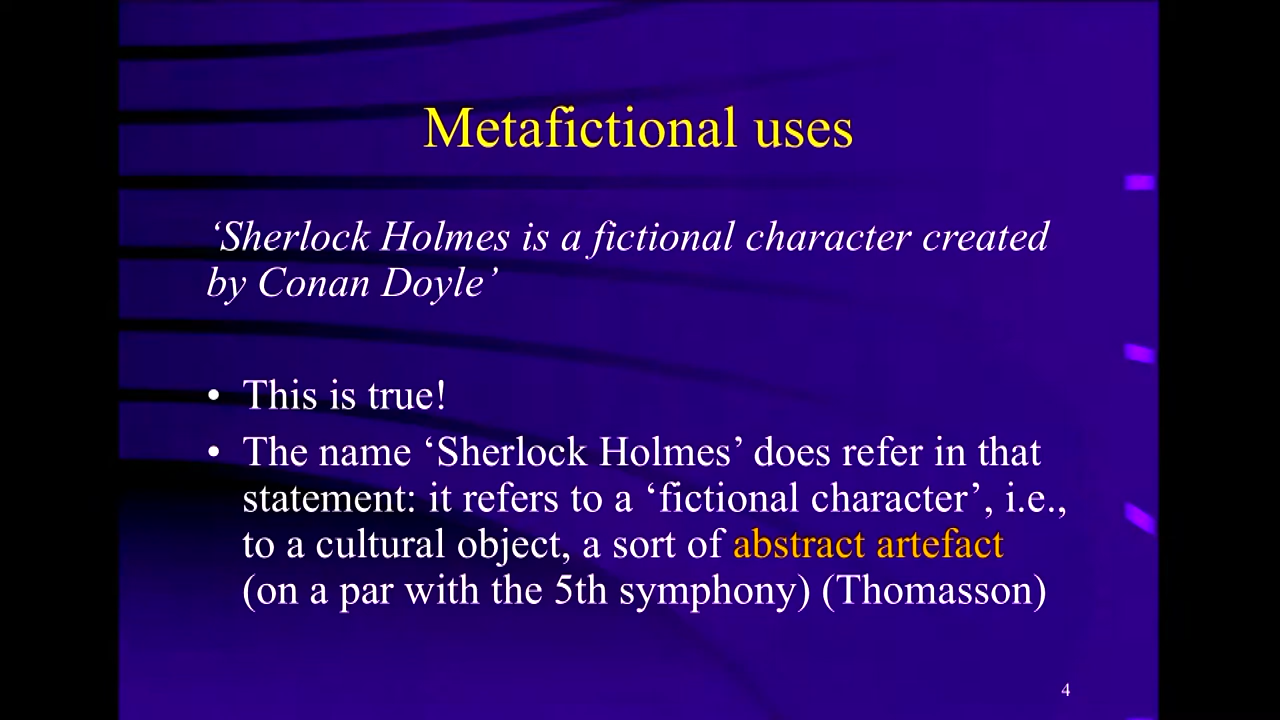 Metafictional uses
‘Sherlock Holmes is a fictional character created
by Conan Doyle’
• This is true!
• The name ‘Sherlock Holmes’ does refer in that
statement: it refers to a ‘fictional character’, i.e.,
to a cultural object, a sort of abstract artefact
(on a par with the 5th symphony) (Thomasson)
4